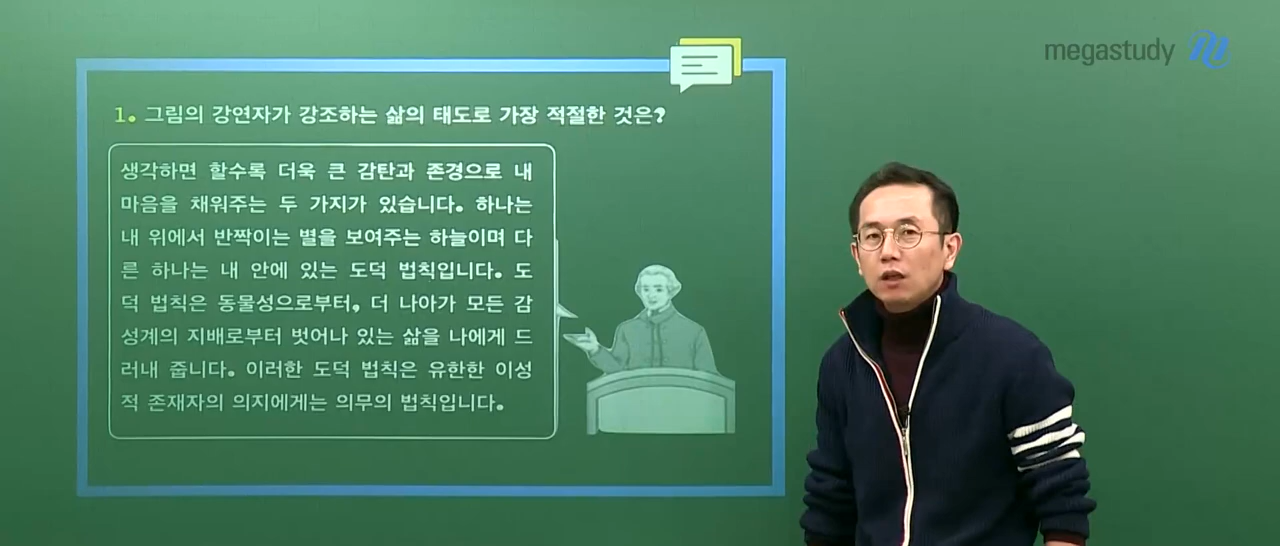 megastudy
1. 그림의 강연자가 강조하는 삶의 태도로 가장 적절한 것은?
생각하면 할수록 더욱 큰 감탄과 존경으로 내
마음을 채워주는 두 가지가 있습니다. 하나는
내 위에서 반짝이는 별을 보여주는 하늘이며 다
른 하나는 내 안에 있는 도덕 법칙입니다. 도
덕 법칙은 동물성으로부터, 더 나아가 모든 감
성계의 지배로부터 벗어나 있는 삶을 나에게 드
러내 줍니다. 이러한 도덕 법칙은 유한한 이성
적 존재자의 의지에게는 의무의 법칙입니다.